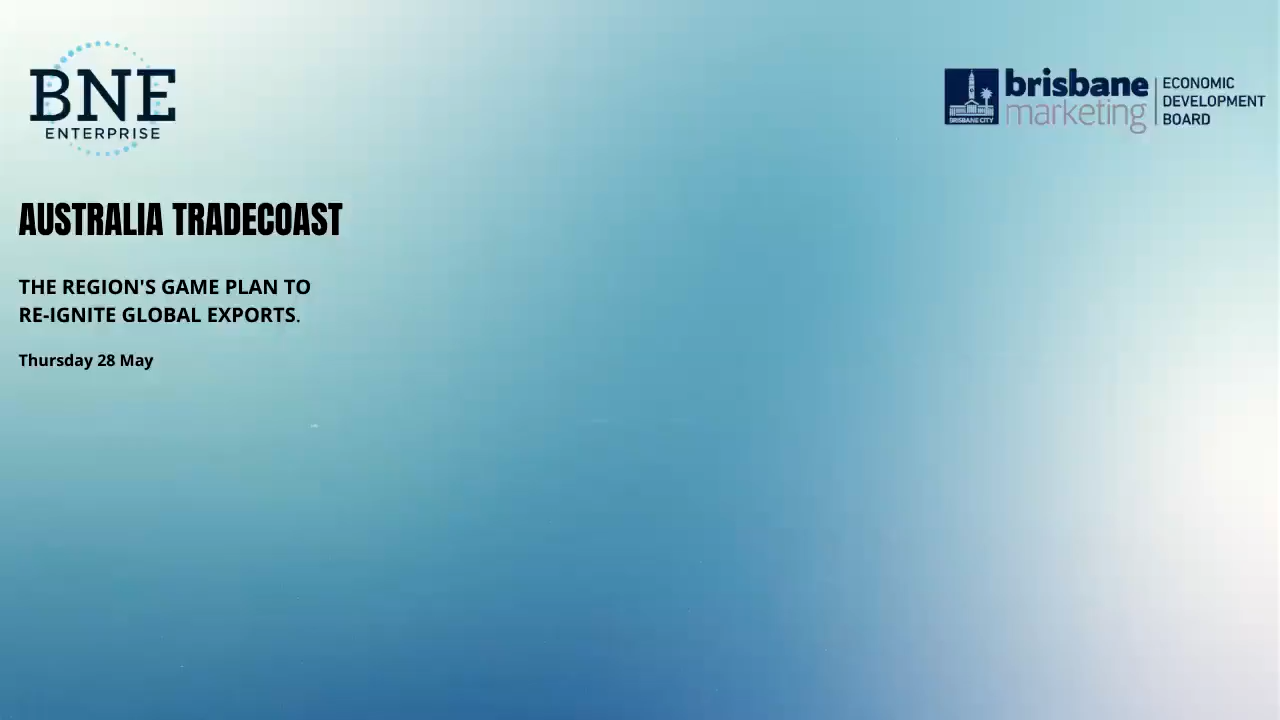 BNE
ENTERPRISE
BRISBANE CITY
brisbane
marketing
ECONOMIC
DEVELOPMENT
BOARD
AUSTRALIA TRADECOAST
THE REGION'S GAME PLAN TO
RE-IGNITE GLOBAL EXPORTS.
Thursday 28 May